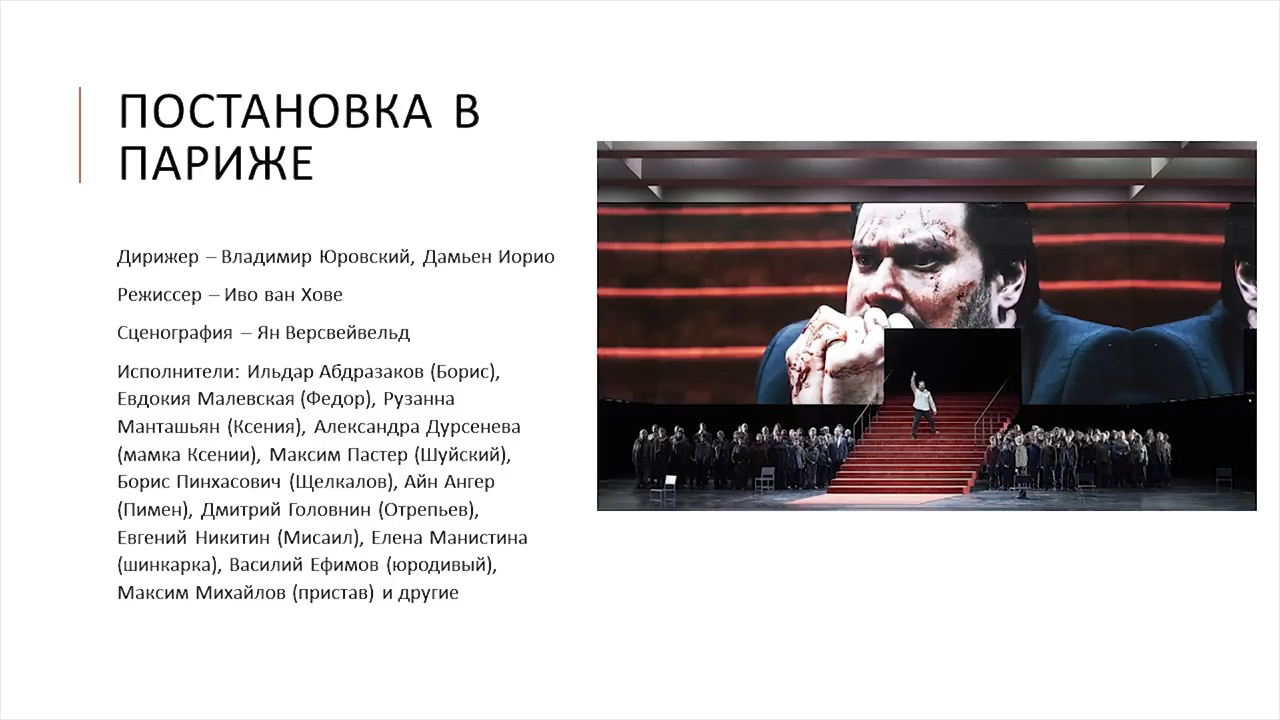 ПОСТАНОВКА В
ПАРИЖЕ
Дирижер – Владимир Юровский, Дамьен Иорио
Режиссер – Иво ван Хове
Сценография – Ян Версвейвельд
Исполнители: Ильдар Абдразаков (Борис),
Евдокия Малевская (Федор), Рузанна
Манташьян (Ксения), Александра Дурсенева
(мамка Ксении), Максим Пастер (Шуйский),
Борис Пинхасович (Щелкалов), Айн Ангер
(Пимен), Дмитрий Головнин (Отрепьев),
Евгений Никитин (Мисаил), Елена Манистина
(шинкарка), Василий Ефимов (юродивый),
Максим Михайлов (пристав) и другие